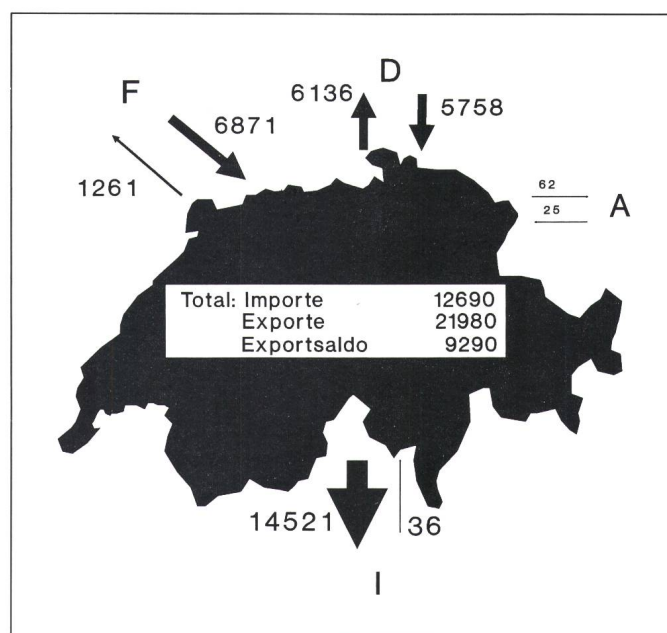 D
F
6136
5758
6871
1261
62
25
A
Total: Importe 12690
Exporte 21980
Exportsaldo 9290
14521
36
I